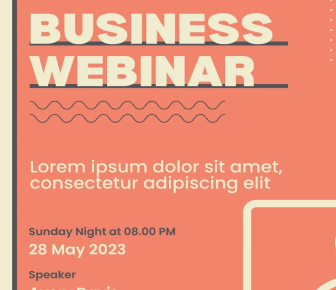 BUSINESS
WEBINAR
Lorem ipsum dolor sit amet,
consectetur adipiscing elit
Sunday Night at 08.00 PM
28 May 2023
Speaker